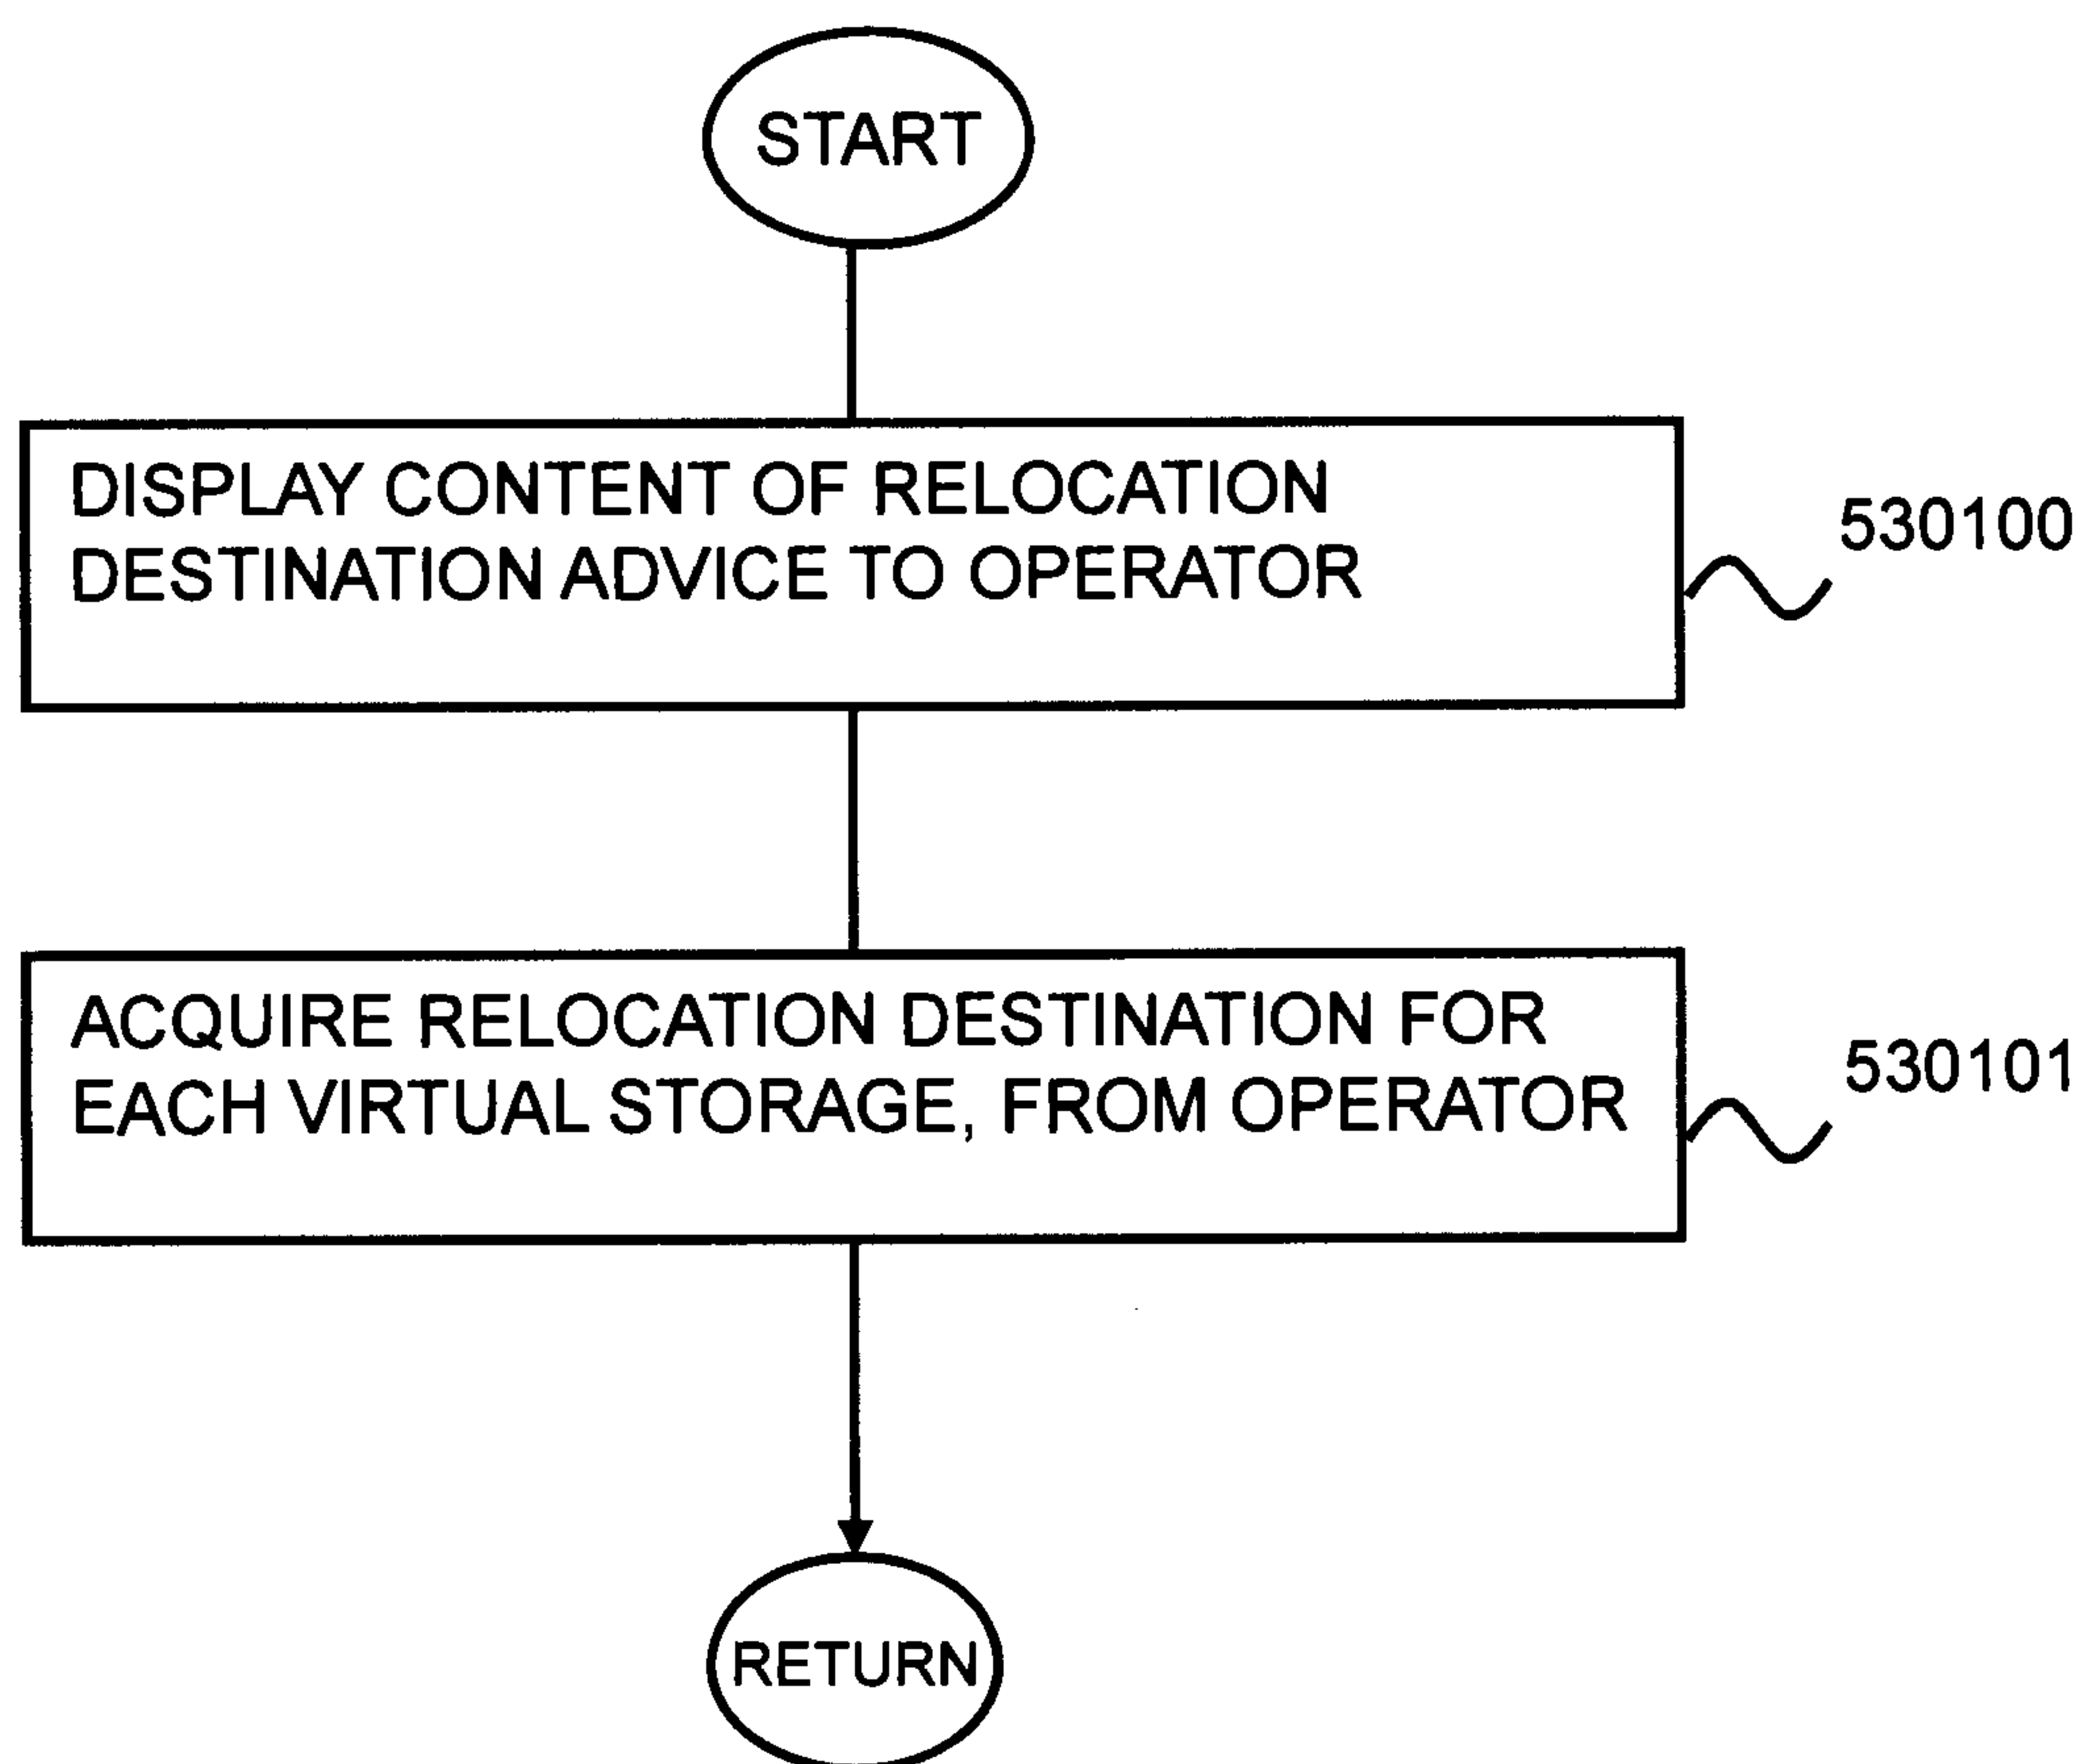 START
DISPLAY CONTENT OF RELOCATION
DESTINATION ADVICE TO OPERATOR
530100
ACQUIRE RELOCATION DESTINATION FOR
EACH VIRTUAL STORAGE, FROM OPERATOR
530101
RETURN